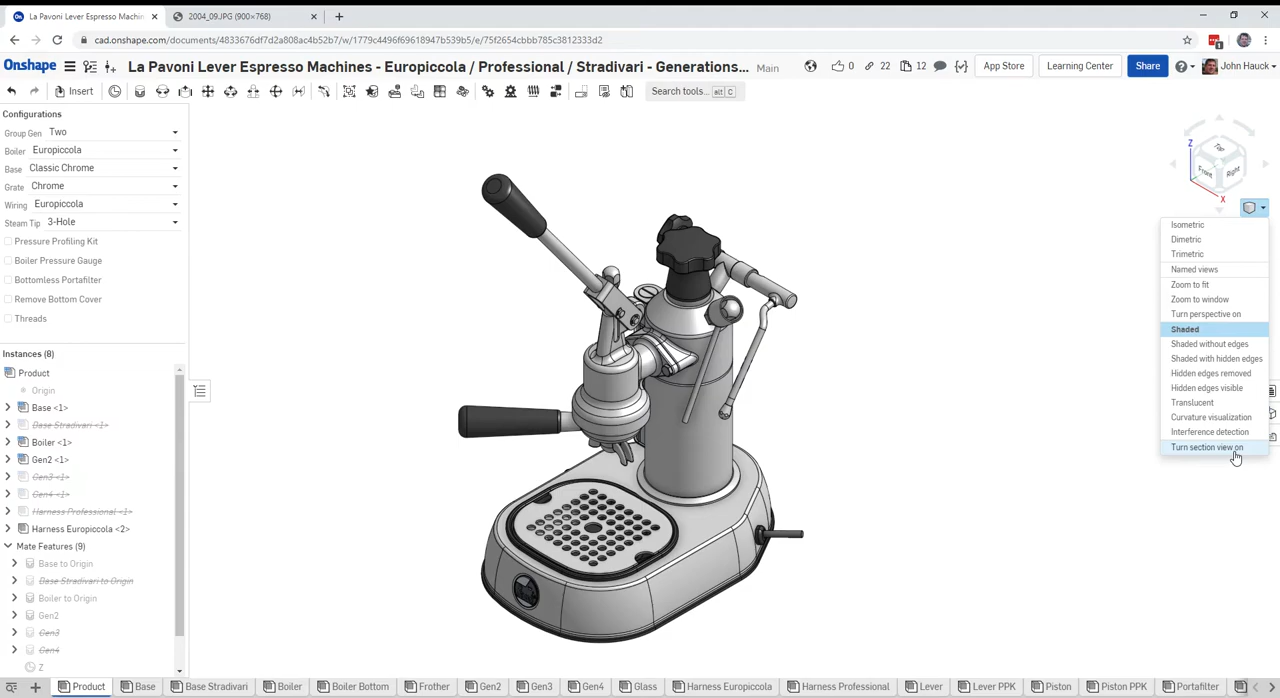 La Pavoni Lever Espresso Machin
2004_09.JPG (900×768)
cad.onshape.com/documents/4833676df7d2a808ac4b52b7/w/1779c4496f69618947b539b5/e/75f2654cbbb785c3812333d2
Onshape
La Pavoni Lever Espresso Machines - Europiccola / Professional / Stradivari - Generations...
Main
0
22
12
App Store
Learning Center
Share
John Hauck
Insert
Search tools...
alt C
Configurations
Group Gen Two
Boiler Europiccola
Base Classic Chrome
Grate Chrome
Wiring Europiccola
Steam Tip 3-Hole
Pressure Profiling Kit
Boiler Pressure Gauge
Bottomless Portafilter
Remove Bottom Cover
Threads
Instances (8)
Product
Origin
Base <1>
Base Stradivari <1>
Boiler <1>
Gen2 <1>
Gen3 <1>
Gen4 <1>
Harness Professional <1>
Harness Europiccola <2>
Mate Features (9)
Base to Origin
Base Stradivari to Origin
Boiler to Origin
Gen2
Gen3
Gen4
Z
Z
Top
Front
Right
X
Isometric
Dimetric
Trimetric
Named views
Zoom to fit
Zoom to window
Turn perspective on
Shaded
Shaded without edges
Shaded with hidden edges
Hidden edges removed
Hidden edges visible
Translucent
Curvature visualization
Interference detection
Turn section view on
Product
Base
Base Stradivari
Boiler
Boiler Bottom
Frother
Gen2
Gen3
Gen4
Glass
Harness Europiccola
Harness Professional
Lever
Lever PPK
Piston
Piston PPK
Portafilter